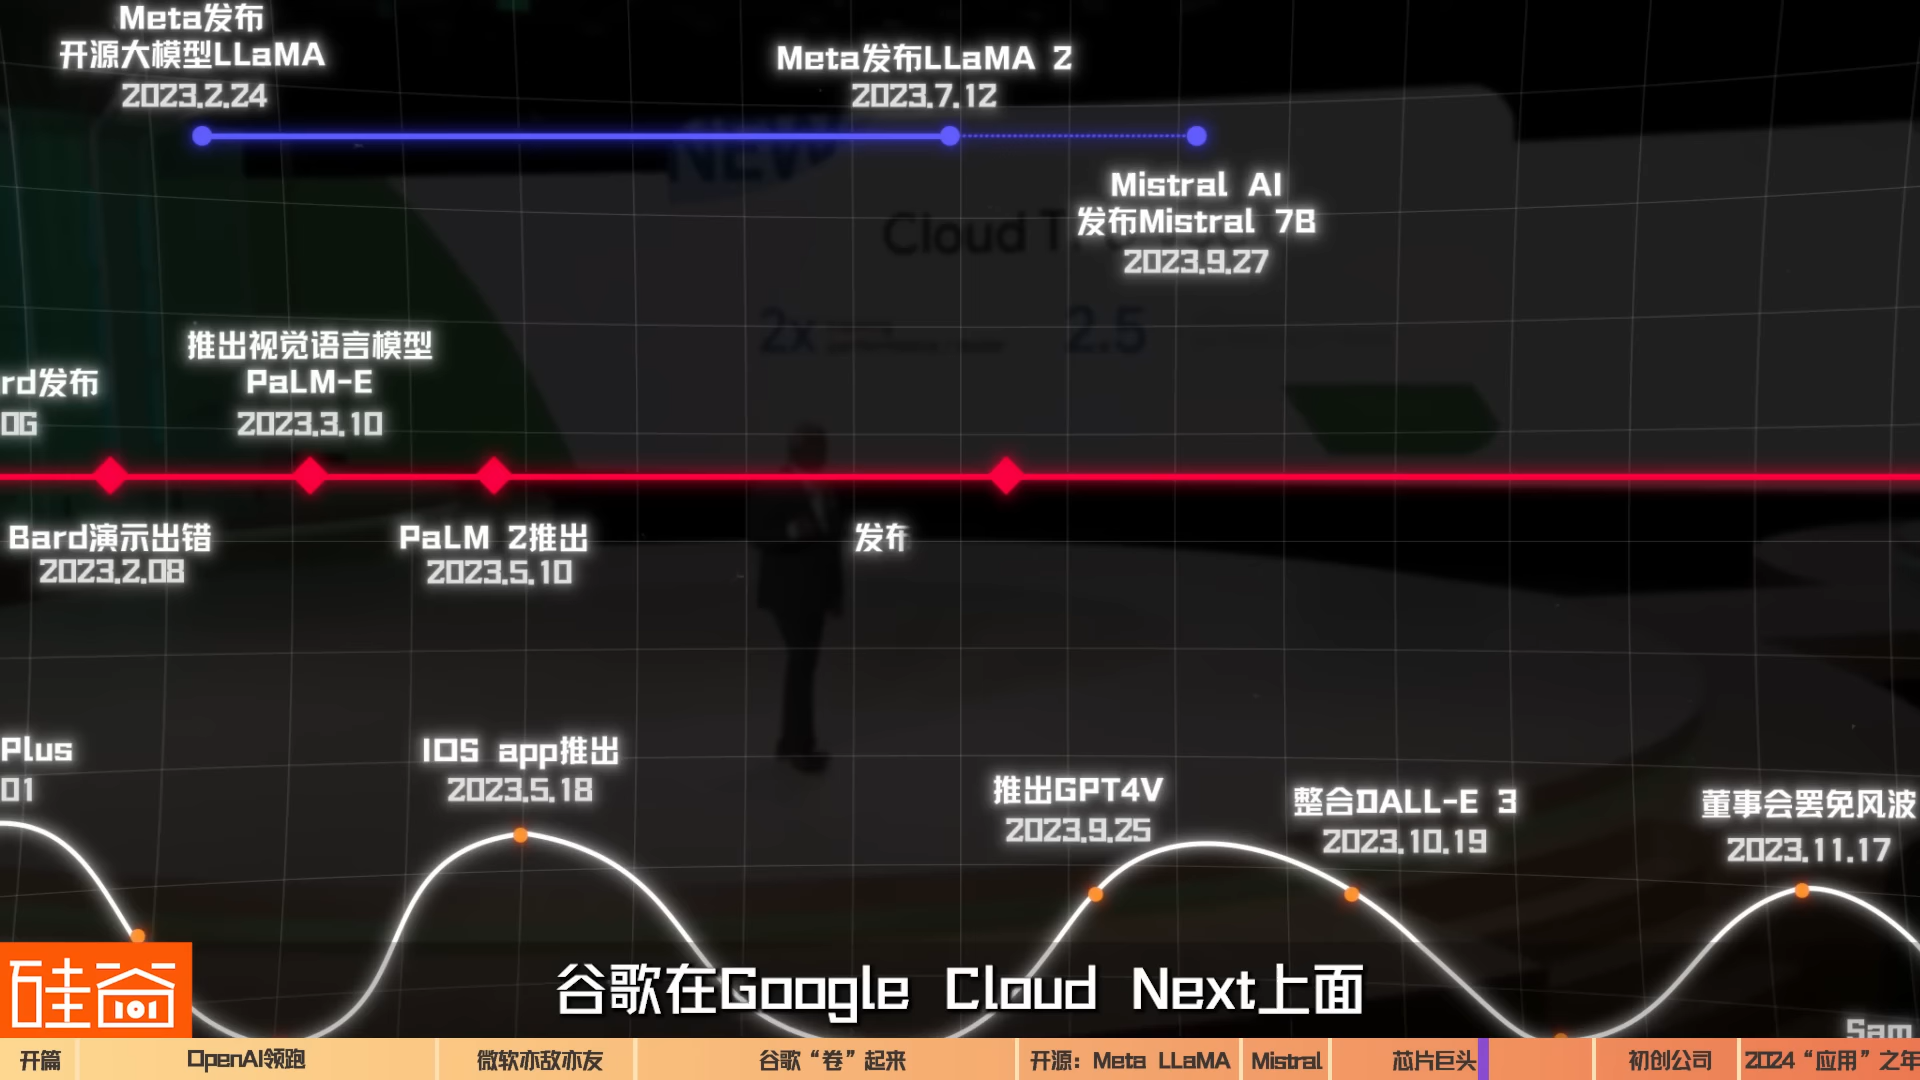 Meta发布
开源大模型LLaMA
2023.2.24
Meta发布LLaMA 2
2023.7.12
NEW
Cloud T
Mistral AI
发布Mistral 7B
2023.9.27
2x
2.5
推出视觉语言模型
PaLM-E
2023.3.10
rd发布
06
Bard演示出错
2023.2.08
PaLM 2推出
2023.5.10
发布
Plus
01
IOS app推出
2023.5.18
推出GPT4V
2023.9.25
整合DALL-E 3
2023.10.19
董事会罢免风波
2023.11.17
Sam
硅谷
101
谷歌在Google Cloud Next上面
开篇
OpenAI领跑
微软亦敌亦友
谷歌“卷”起来
开源：Meta LLaMA
Mistral
芯片巨头
初创公司
2024“应用”之年